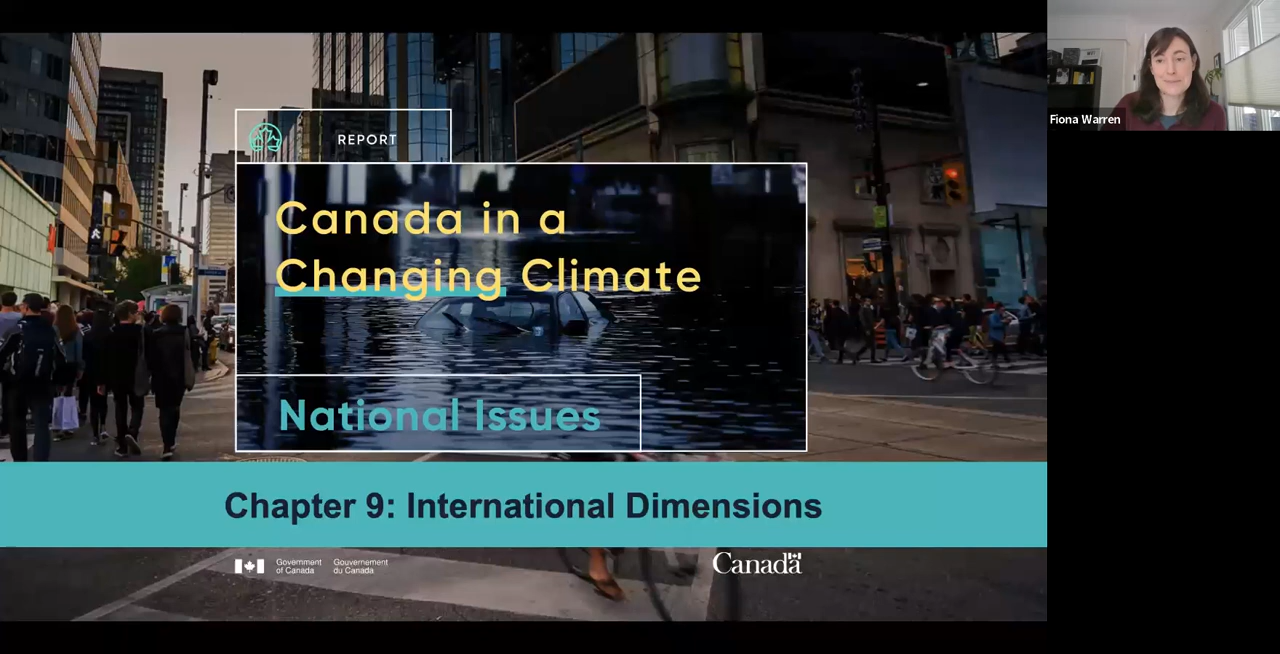 REPORT
Canada in a
Changing Climate
National Issues
Chapter 9: International Dimensions
Government
of Canada
Gouvernement
du Canada
Canada
Fiona Warren